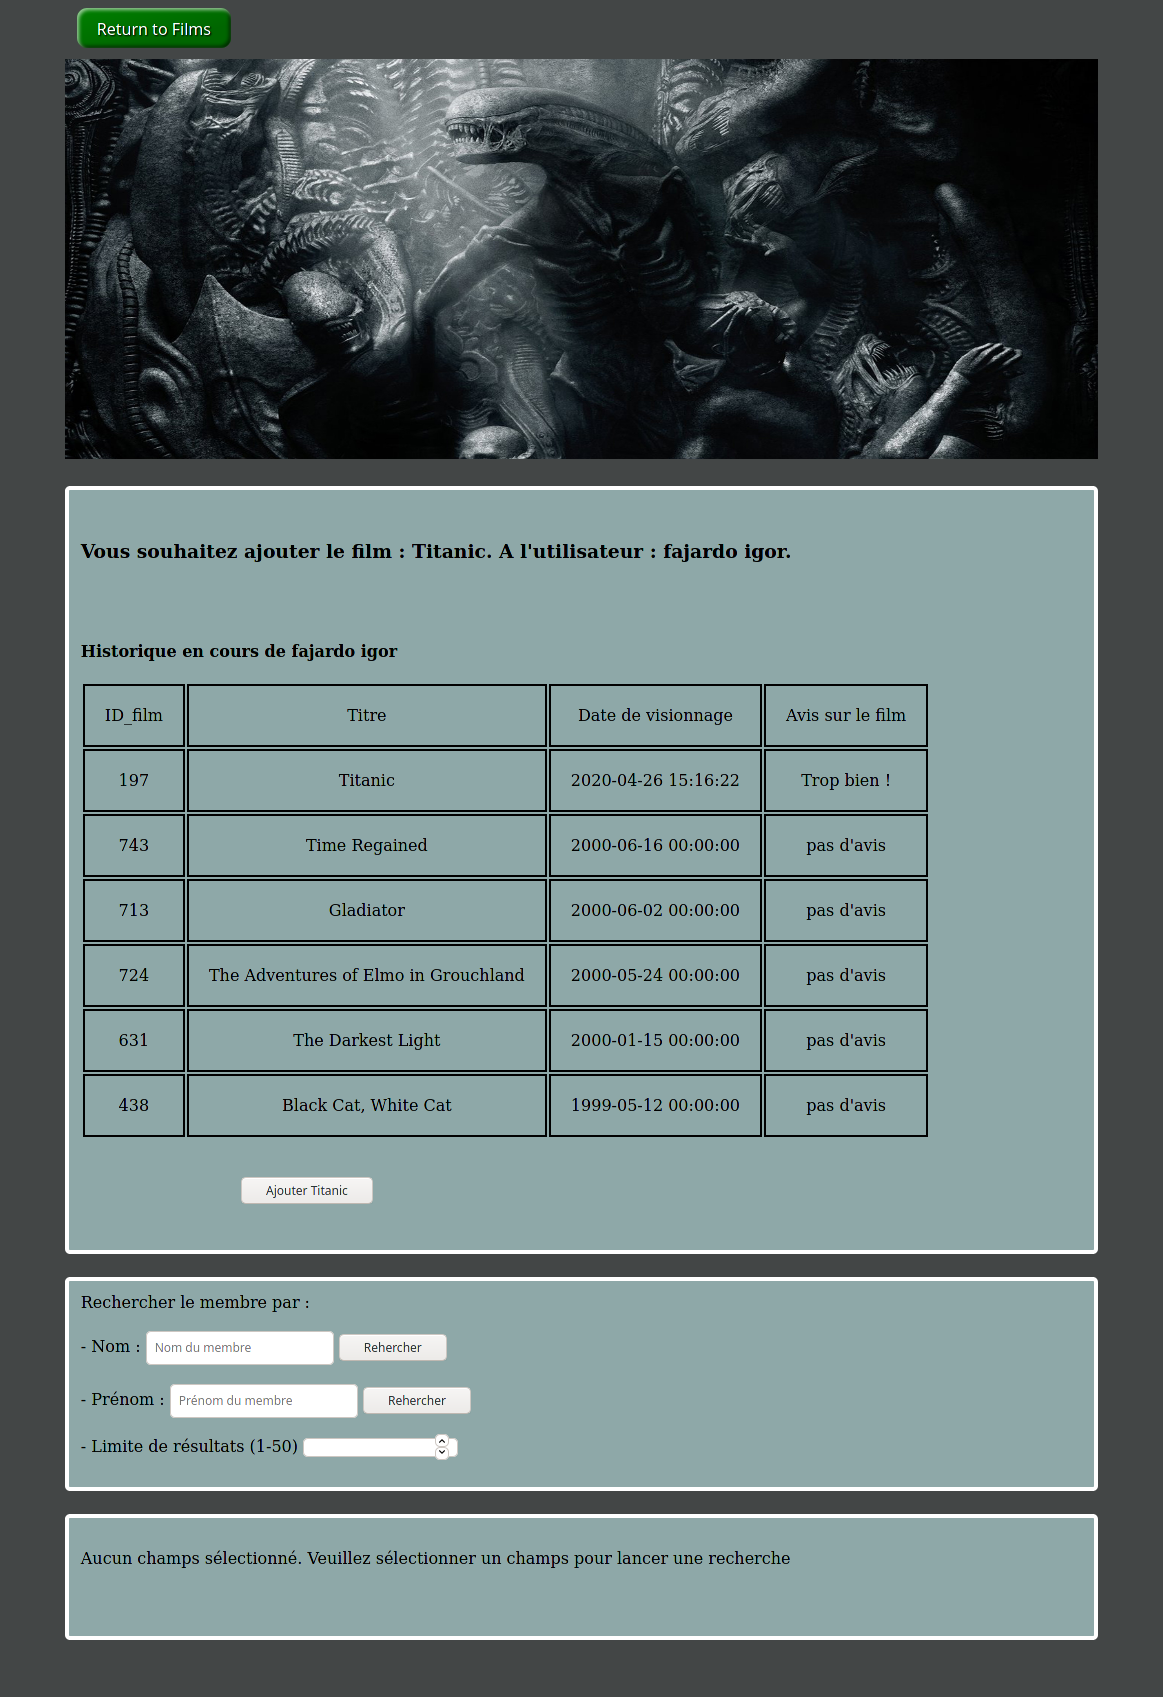 Return to Films
Vous souhaitez ajouter le film : Titanic. A l'utilisateur : fajardo igor.
Historique en cours de fajardo igor
ID_film Titre Date de visionnage Avis sur le film
197 Titanic 2020-04-26 15:16:22 Trop bien !
743 Time Regained 2000-06-16 00:00:00 pas d'avis
713 Gladiator 2000-06-02 00:00:00 pas d'avis
724 The Adventures of Elmo in Grouchland 2000-05-24 00:00:00 pas d'avis
631 The Darkest Light 2000-01-15 00:00:00 pas d'avis
438 Black Cat, White Cat 1999-05-12 00:00:00 pas d'avis
Ajouter Titanic
Rechercher le membre par :
- Nom : Nom du membre Rehercher
- Prénom : Prénom du membre Rehercher
- Limite de résultats (1-50)
Aucun champs sélectionné. Veuillez sélectionner un champs pour lancer une recherche